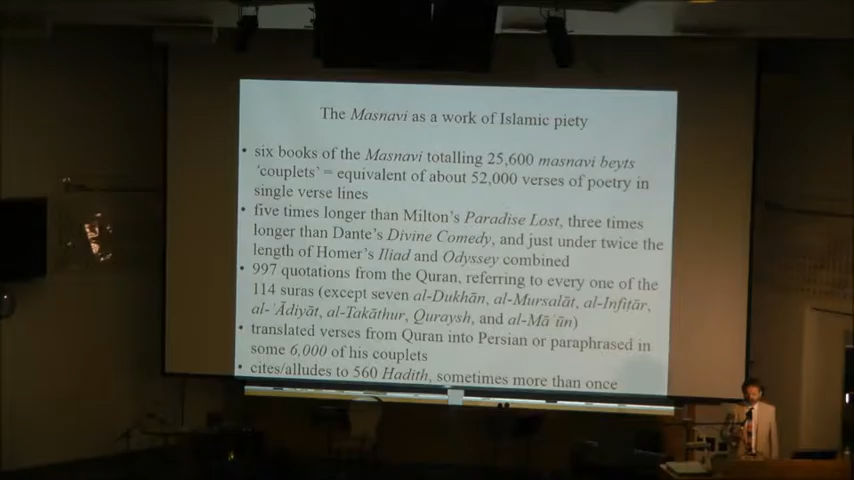 The Masnavi as a work of Islamic piety
• six books of the Masnavi totalling 25,600 masnavi beyts
'couplets' = equivalent of about 52,000 verses of poetry in
single verse lines
• five times longer than Milton's Paradise Lost, three times
longer than Dante's Divine Comedy, and just under twice the
length of Homer's Iliad and Odyssey combined
• 997 quotations from the Quran, referring to every one of the
114 suras (except seven al-Dukhān, al-Mursalāt, al-Infiṭār,
al-ʿĀdiyāt, al-Takāthur, Quraysh, and al-Māʿūn)
• translated verses from Quran into Persian or paraphrased in
some 6,000 of his couplets
• cites/alludes to 560 Hadith, sometimes more than once